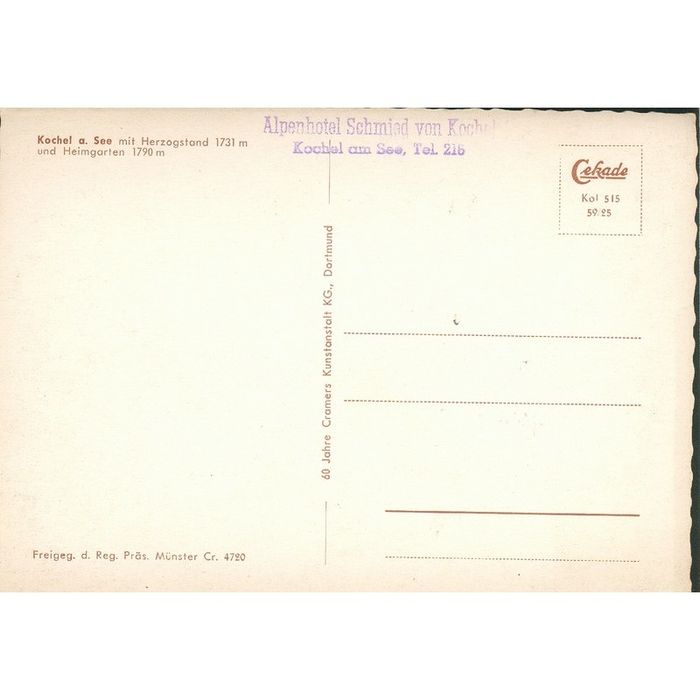 Kochel a. See mit Herzogstand 1731 m
und Heimgarten 1790 m
Alpenhotel Schmied von Kochel
Kochel am See, Tel. 215
Cekade
Kol 515
59/25
60 Jahre Cramers Kunstanstalt KG., Dortmund
Freigeg. d. Reg. Präs. Münster Cr. 4720